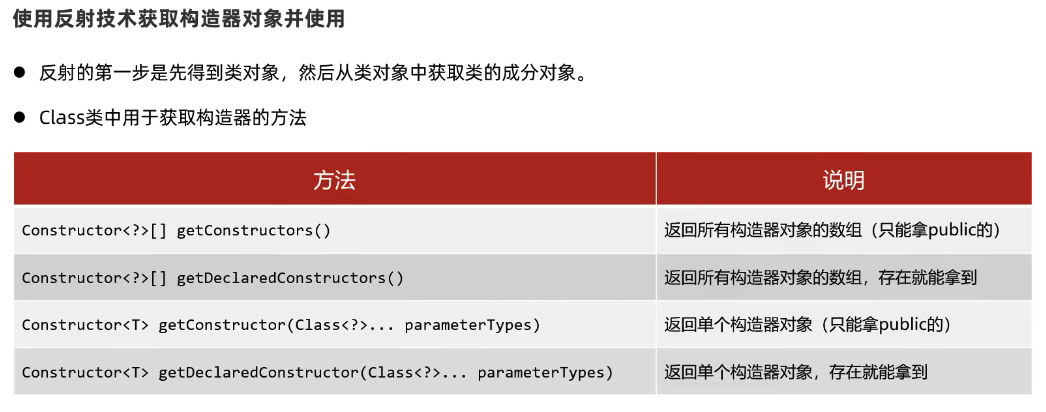 使用反射技术获取构造器对象并使用
● 反射的第一步是先得到类对象，然后从类对象中获取类的成分对象。
● Class类中用于获取构造器的方法
方法 说明
Constructor<?>[] getConstructors() 返回所有构造器对象的数组（只能拿public的）
Constructor<?>[] getDeclaredConstructors() 返回所有构造器对象的数组，存在就能拿到
Constructor<T> getConstructor(Class<?>... parameterTypes) 返回单个构造器对象（只能拿public的）
Constructor<T> getDeclaredConstructor(Class<?>... parameterTypes) 返回单个构造器对象，存在就能拿到